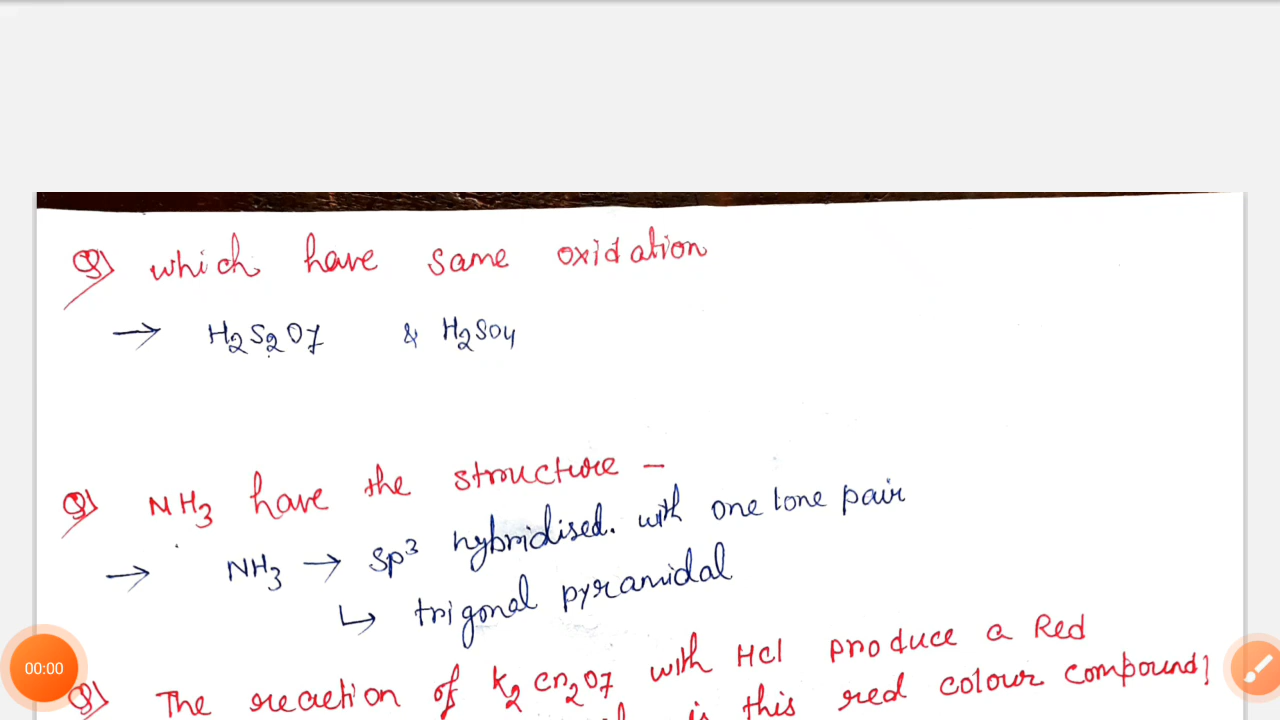 Q) which have same oxidation
→ H2S2O7 & H2SO4
Q) NH3 have the structure –
→ NH3 → Sp3 hybridised. with one lone pair
↳ trigonal pyramidal
Q) The reaction of K2Cr2O7 with HCl produce a Red
is this red colour compound?
00:00